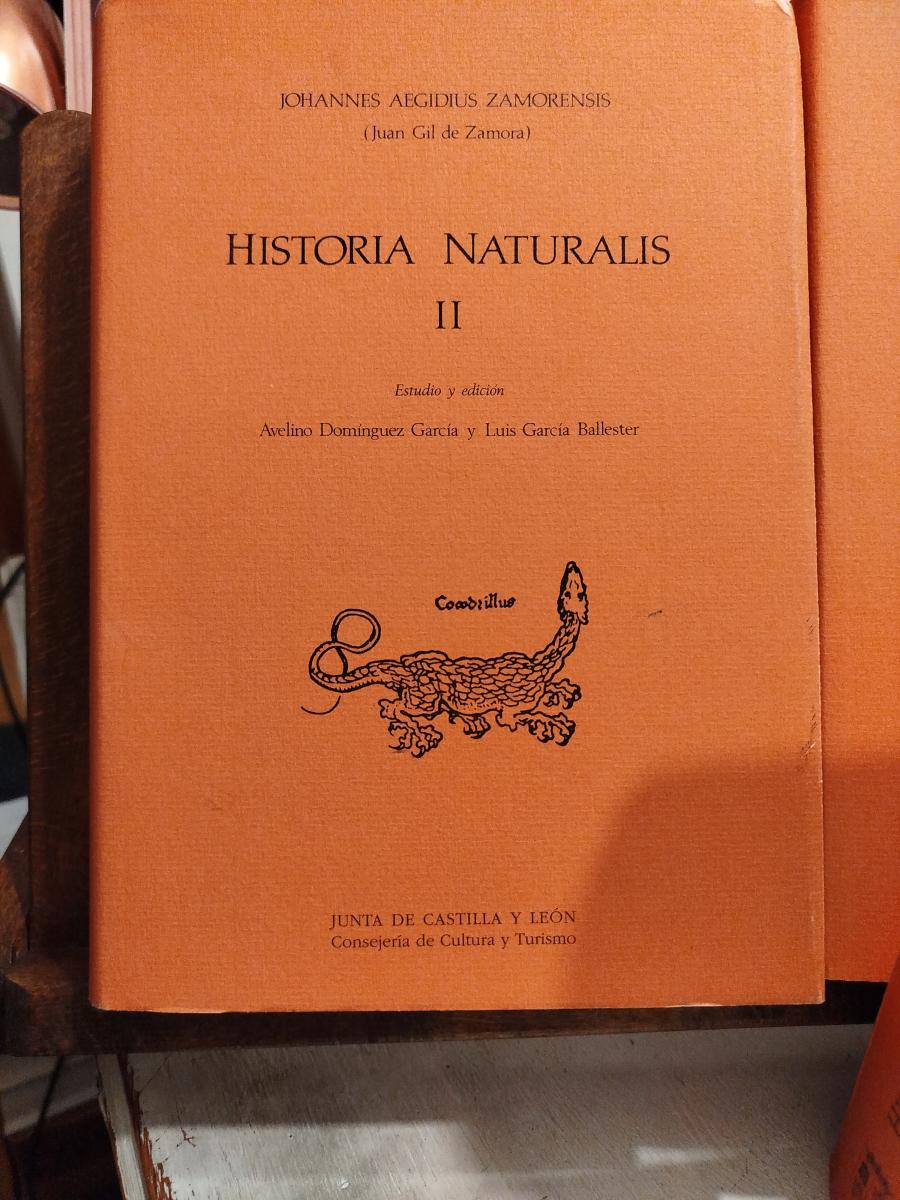 JOHANNES AEGIDIUS ZAMORENSIS
(Juan Gil de Zamora)
HISTORIA NATURALIS
II
Estudio y edición
Avelino Domínguez García y Luis García Ballester
Cocodrillus
JUNTA DE CASTILLA Y LEÓN
Consejería de Cultura y Turismo